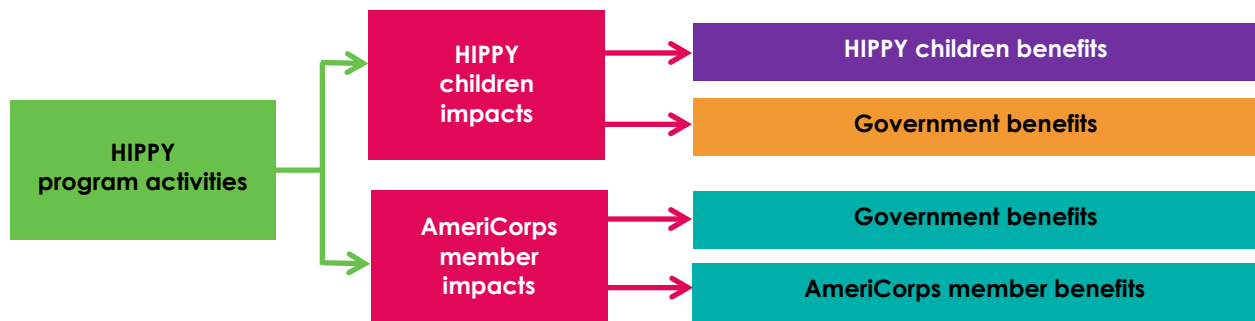 HIPPY
program activities
HIPPY
children
impacts
HIPPY children benefits
Government benefits
AmeriCorps
member
impacts
Government benefits
AmeriCorps member benefits